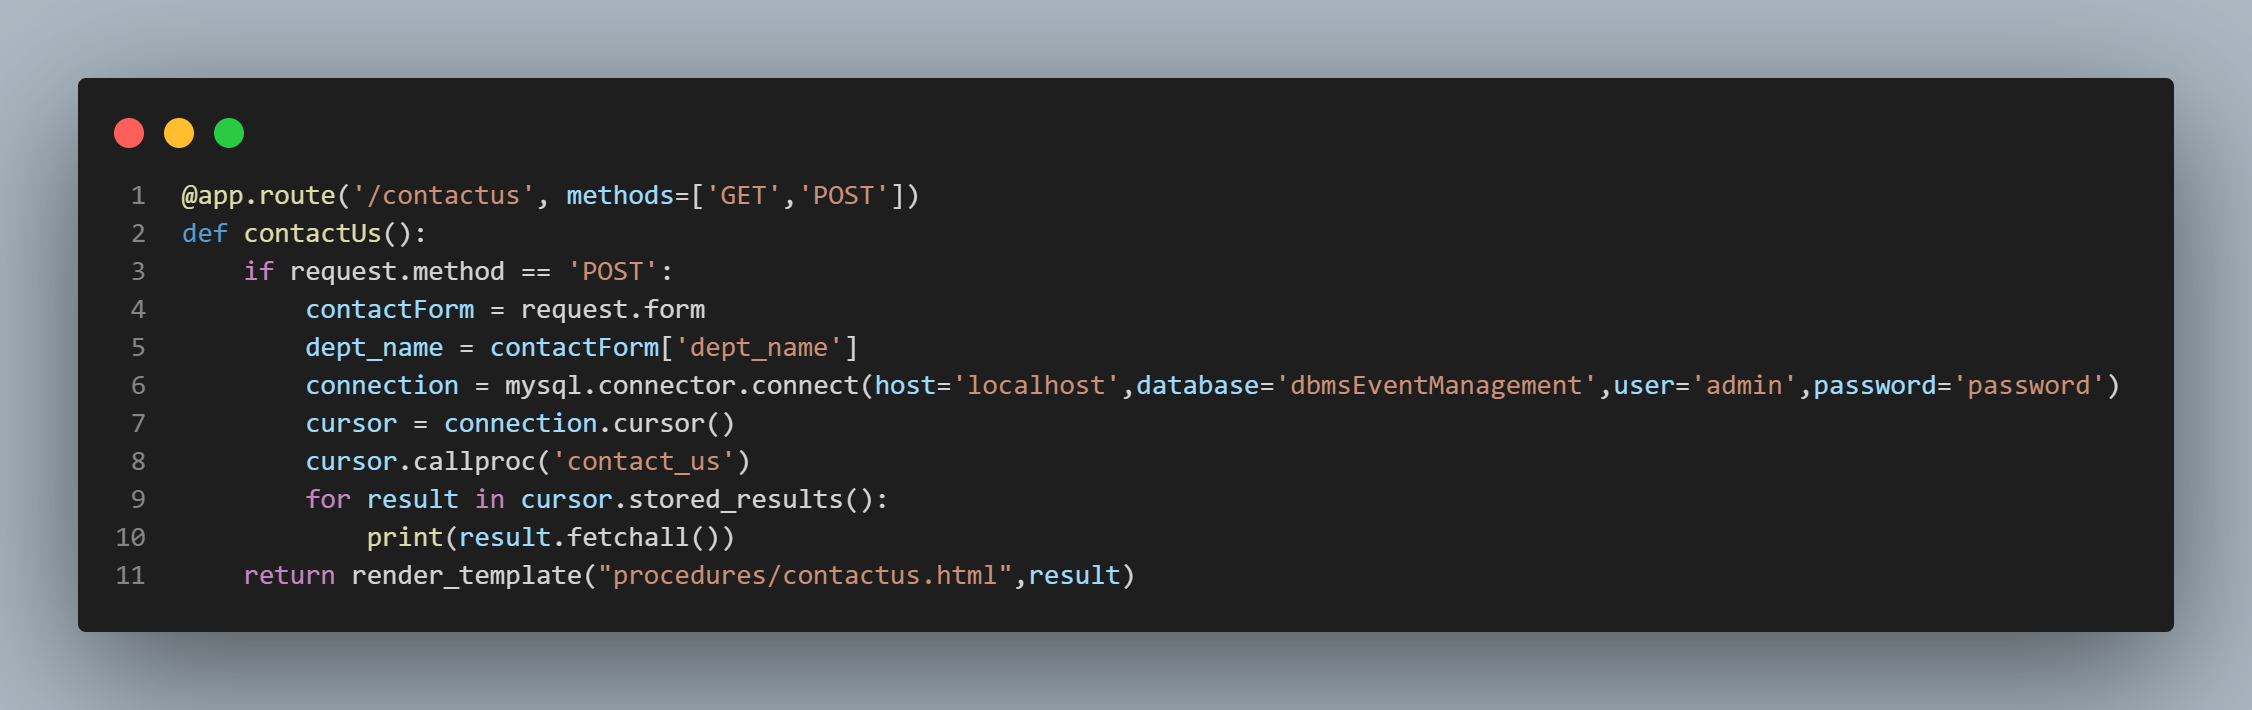 1 @app.route('/contactus', methods=['GET','POST'])
2 def contactUs():
3     if request.method == 'POST':
4         contactForm = request.form
5         dept_name = contactForm['dept_name']
6         connection = mysql.connector.connect(host='localhost',database='dbmsEventManagement',user='admin',password='password')
7         cursor = connection.cursor()
8         cursor.callproc('contact_us')
9         for result in cursor.stored_results():
10             print(result.fetchall())
11     return render_template("procedures/contactus.html",result)